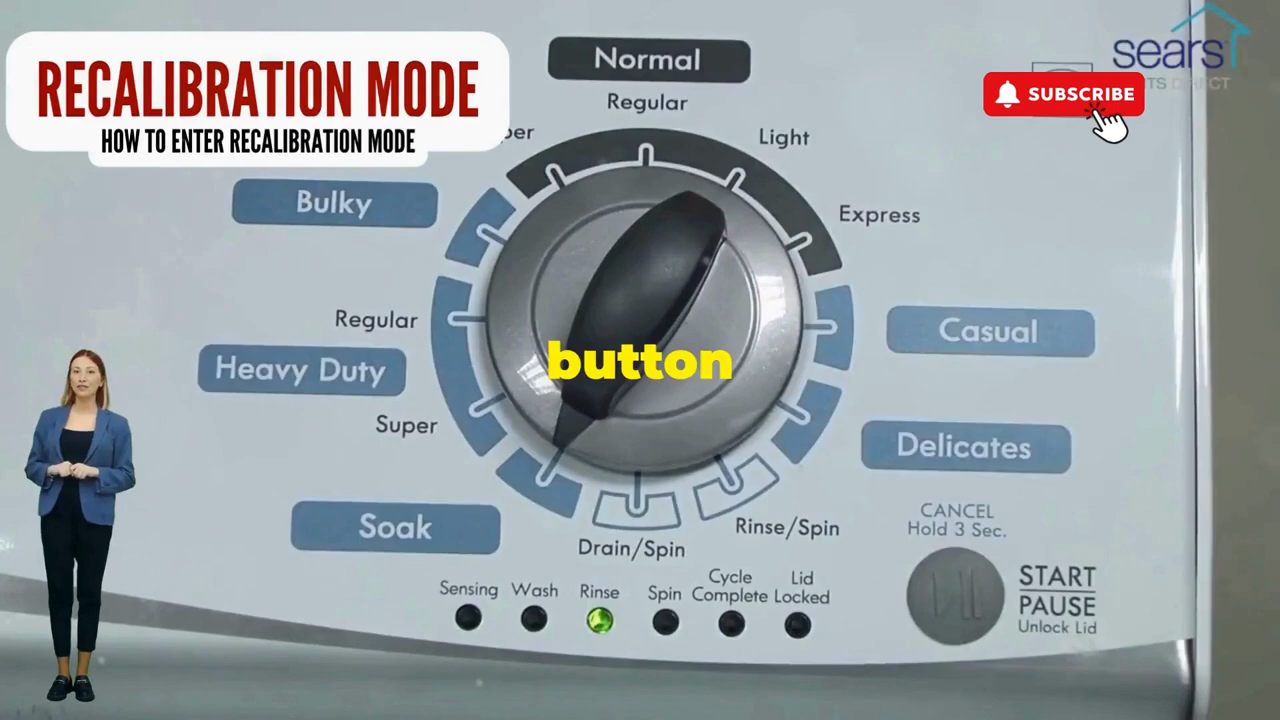 RECALIBRATION MODE
HOW TO ENTER RECALIBRATION MODE
sears
SUBSCRIBE
Normal
Regular
Light
Express
Bulky
Regular
Heavy Duty
Super
Soak
button
Casual
Delicates
Rinse/Spin
Drain/Spin
CANCEL
Hold 3 Sec.
START
PAUSE
Unlock Lid
Sensing
Wash
Rinse
Spin
Cycle
Complete
Lid
Locked